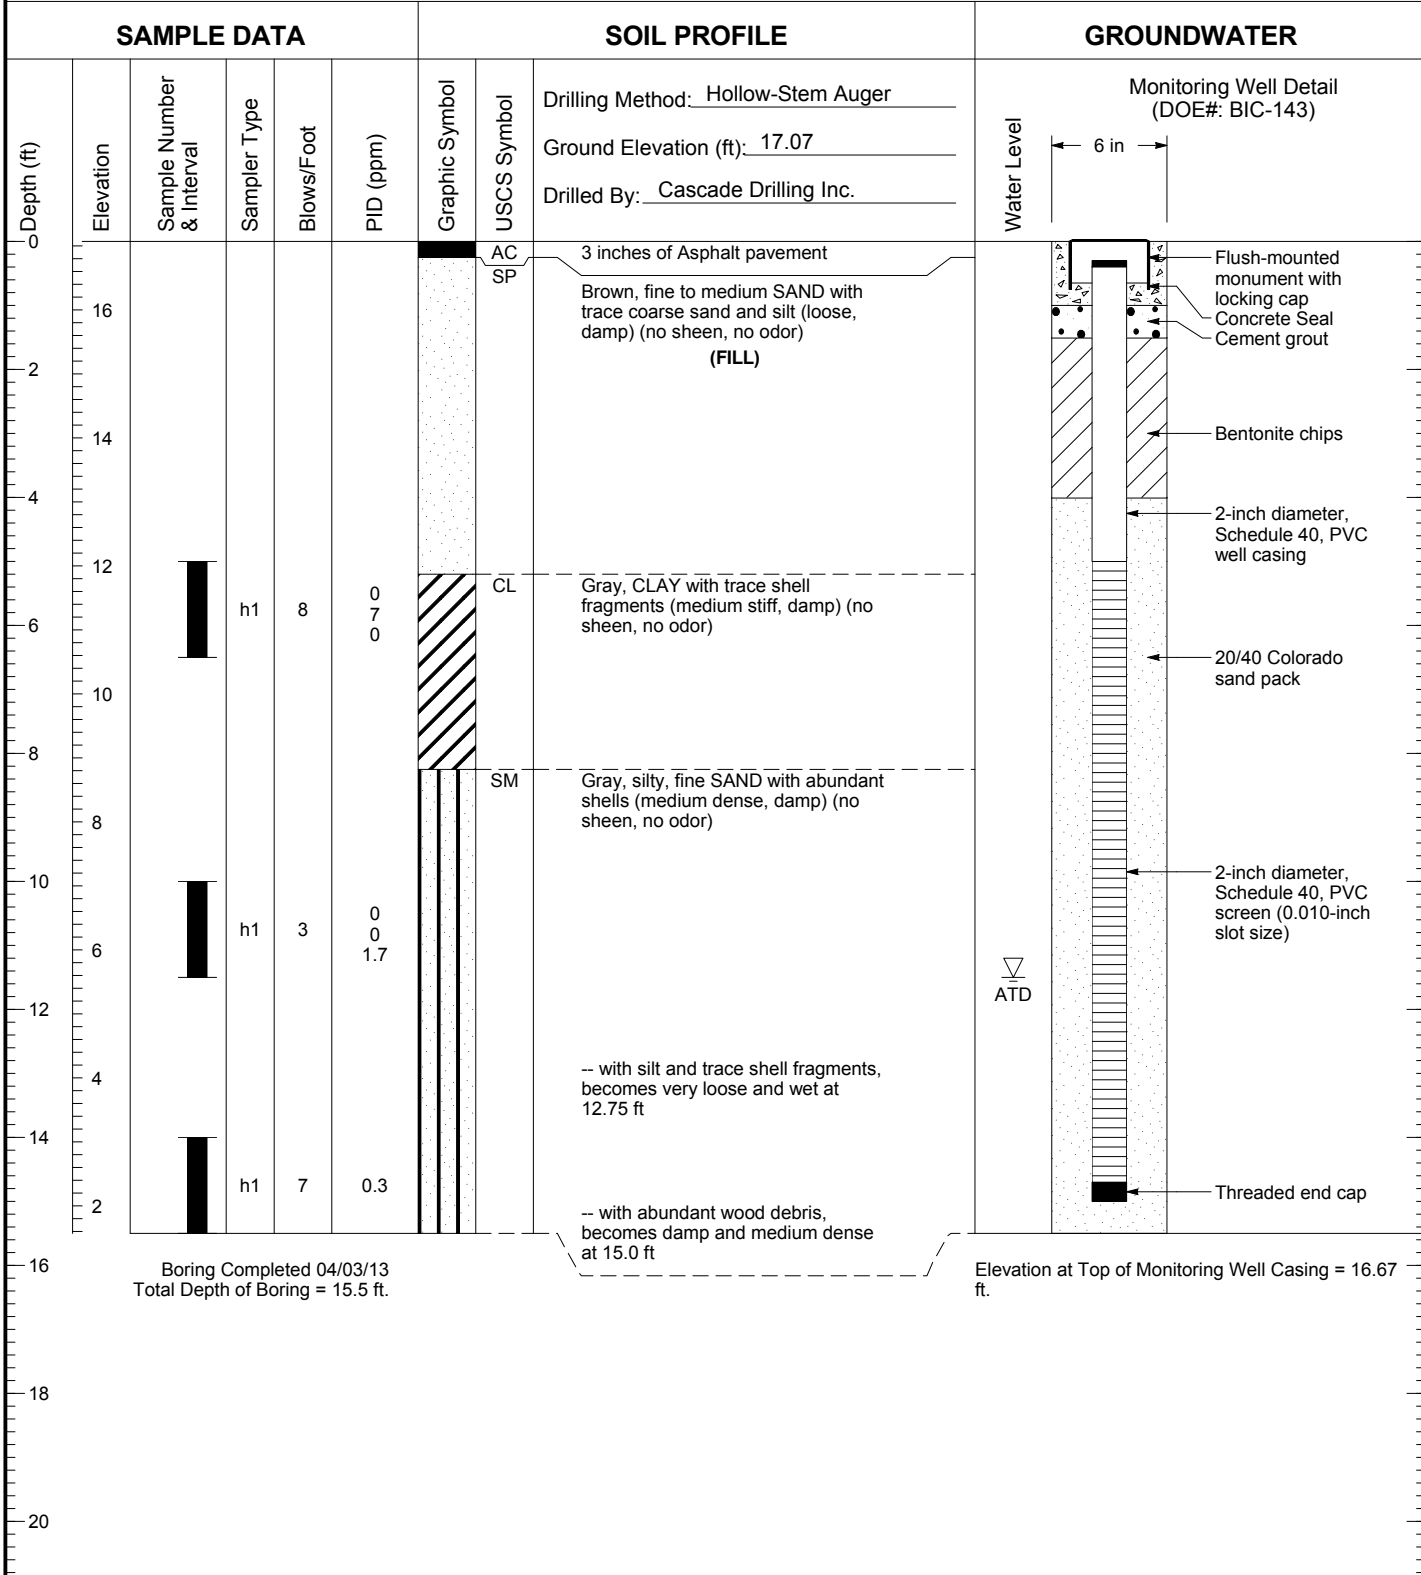 SAMPLE DATA
SOIL PROFILE
GROUNDWATER
Depth (ft)
Elevation
Sample Number
& Interval
Sampler Type
Blows/Foot
PID (ppm)
Graphic Symbol
USCS Symbol
Drilling Method: Hollow-Stem Auger
Ground Elevation (ft): 17.07
Drilled By: Cascade Drilling Inc.
Water Level
Monitoring Well Detail
(DOE#: BIC-143)
6 in
0
2
4
6
8
10
12
14
16
18
20
16
14
12
10
8
6
4
2
h1
8
0
7
0
h1
3
0
0
1.7
h1
7
0.3
AC
SP
CL
SM
3 inches of Asphalt pavement
Brown, fine to medium SAND with
trace coarse sand and silt (loose,
damp) (no sheen, no odor)
(FILL)
Gray, CLAY with trace shell
fragments (medium stiff, damp) (no
sheen, no odor)
Gray, silty, fine SAND with abundant
shells (medium dense, damp) (no
sheen, no odor)
-- with silt and trace shell fragments,
becomes very loose and wet at
12.75 ft
-- with abundant wood debris,
becomes damp and medium dense
at 15.0 ft
ATD
Flush-mounted
monument with
locking cap
Concrete Seal
Cement grout
Bentonite chips
2-inch diameter,
Schedule 40, PVC
well casing
20/40 Colorado
sand pack
2-inch diameter,
Schedule 40, PVC
screen (0.010-inch
slot size)
Threaded end cap
Boring Completed 04/03/13
Total Depth of Boring = 15.5 ft.
Elevation at Top of Monitoring Well Casing = 16.67
ft.